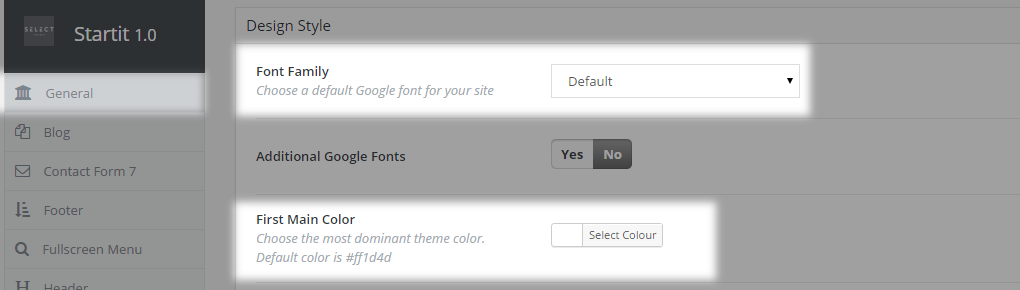 SELECT
Startit 1.0
General
Blog
Contact Form 7
Footer
Fullscreen Menu
Header
Design Style
Font Family
Choose a default Google font for your site
Default
Additional Google Fonts
Yes No
First Main Color
Choose the most dominant theme color.
Default color is #ff1d4d
Select Colour